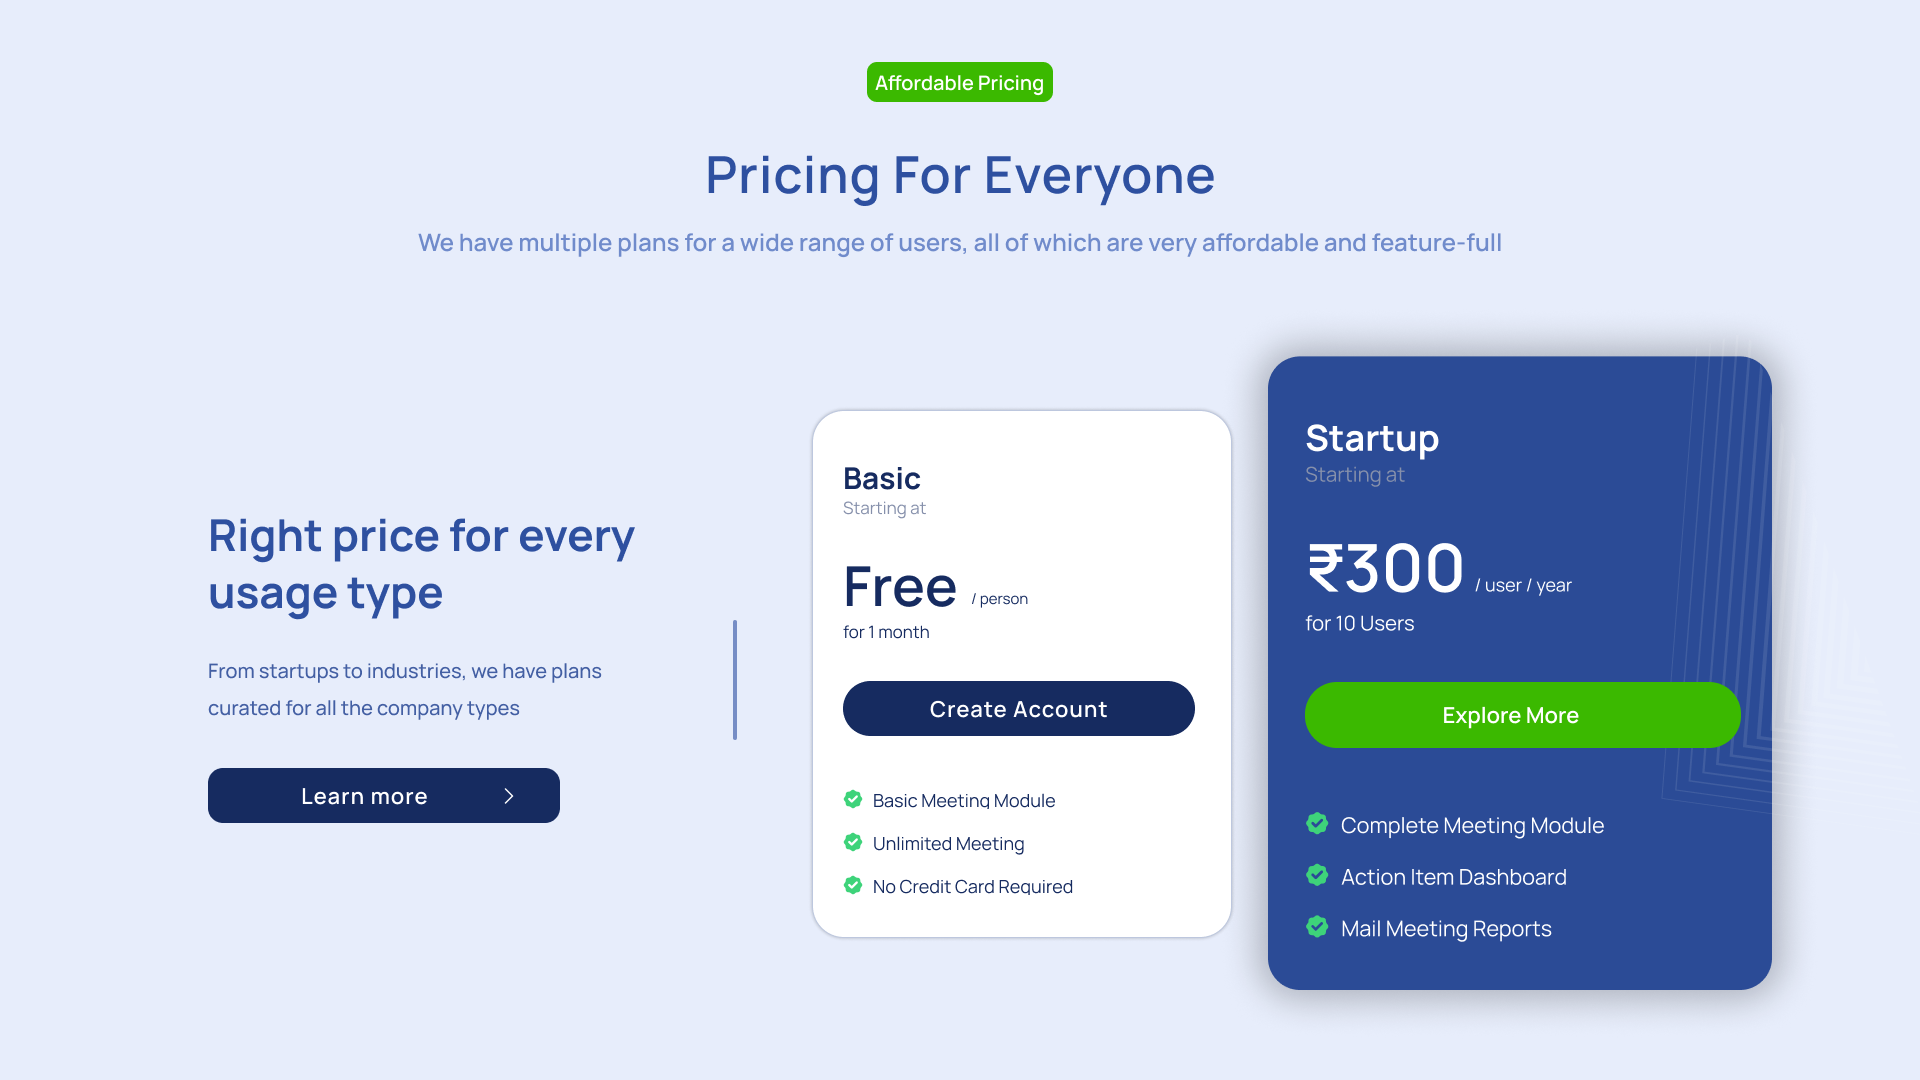 Affordable Pricing
Pricing For Everyone
We have multiple plans for a wide range of users, all of which are very affordable and feature-full
Right price for every
usage type
From startups to industries, we have plans
curated for all the company types
Learn more
Basic
Starting at
Free / person
for 1 month
Create Account
Basic Meeting Module
Unlimited Meeting
No Credit Card Required
Startup
Starting at
₹300 / user / year
for 10 Users
Explore More
Complete Meeting Module
Action Item Dashboard
Mail Meeting Reports